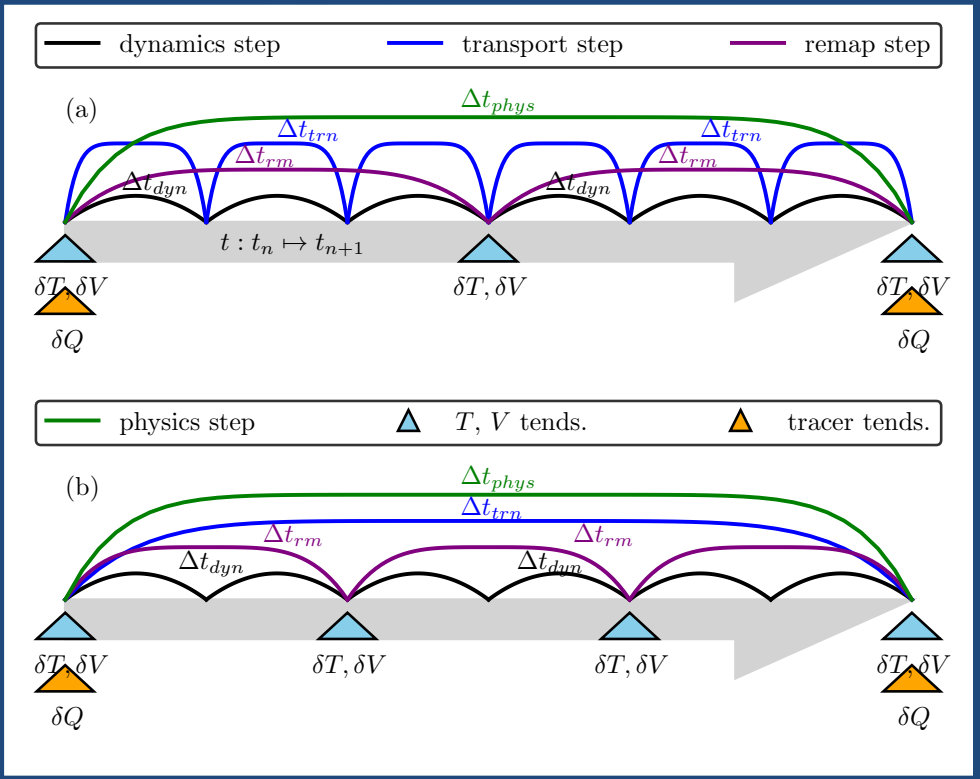 dynamics step transport step remap step
(a)
Δt_phys
Δt_trn Δt_trn
Δt_rm Δt_rm
Δt_dyn Δt_dyn
t : t_n ↦ t_{n+1}
δT, δV δT, δV δT, δV
δQ δQ
physics step T, V tends. tracer tends.
(b)
Δt_phys
Δt_trn
Δt_rm Δt_rm
Δt_dyn Δt_dyn
δT, δV δT, δV δT, δV δT, δV
δQ δQ